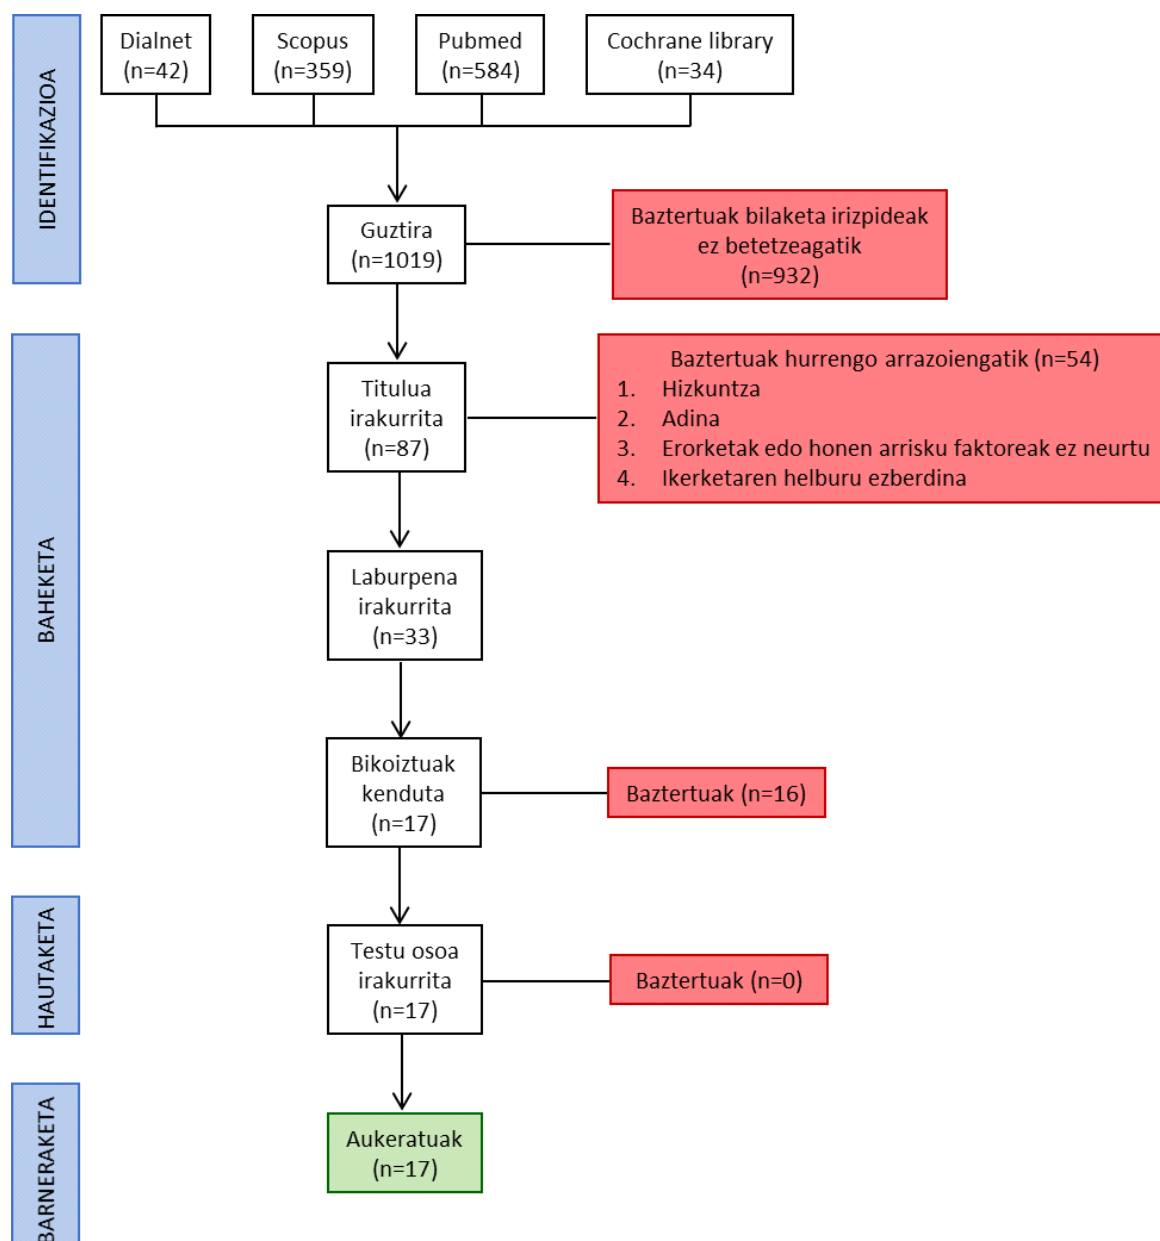 IDENTIFIKAZIOA
Dialnet
(n=42)
Scopus
(n=359)
Pubmed
(n=584)
Cochrane library
(n=34)
Guztira
(n=1019)
Baztertuak bilaketa irizpideak
ez betetzeagatik
(n=932)
BAHEKETA
Titulua
irakurrita
(n=87)
Baztertuak hurrengo arrazoiengatik (n=54)
1. Hizkuntza
2. Adina
3. Erorketak edo honen arrisku faktoreak ez neurtu
4. Ikerketaren helburu ezberdina
Laburpena
irakurrita
(n=33)
Bikoiztuak
kenduta
(n=17)
Baztertuak (n=16)
HAUTAKETA
Testu osoa
irakurrita
(n=17)
Baztertuak (n=0)
BARNERAKETA
Aukeratuak
(n=17)